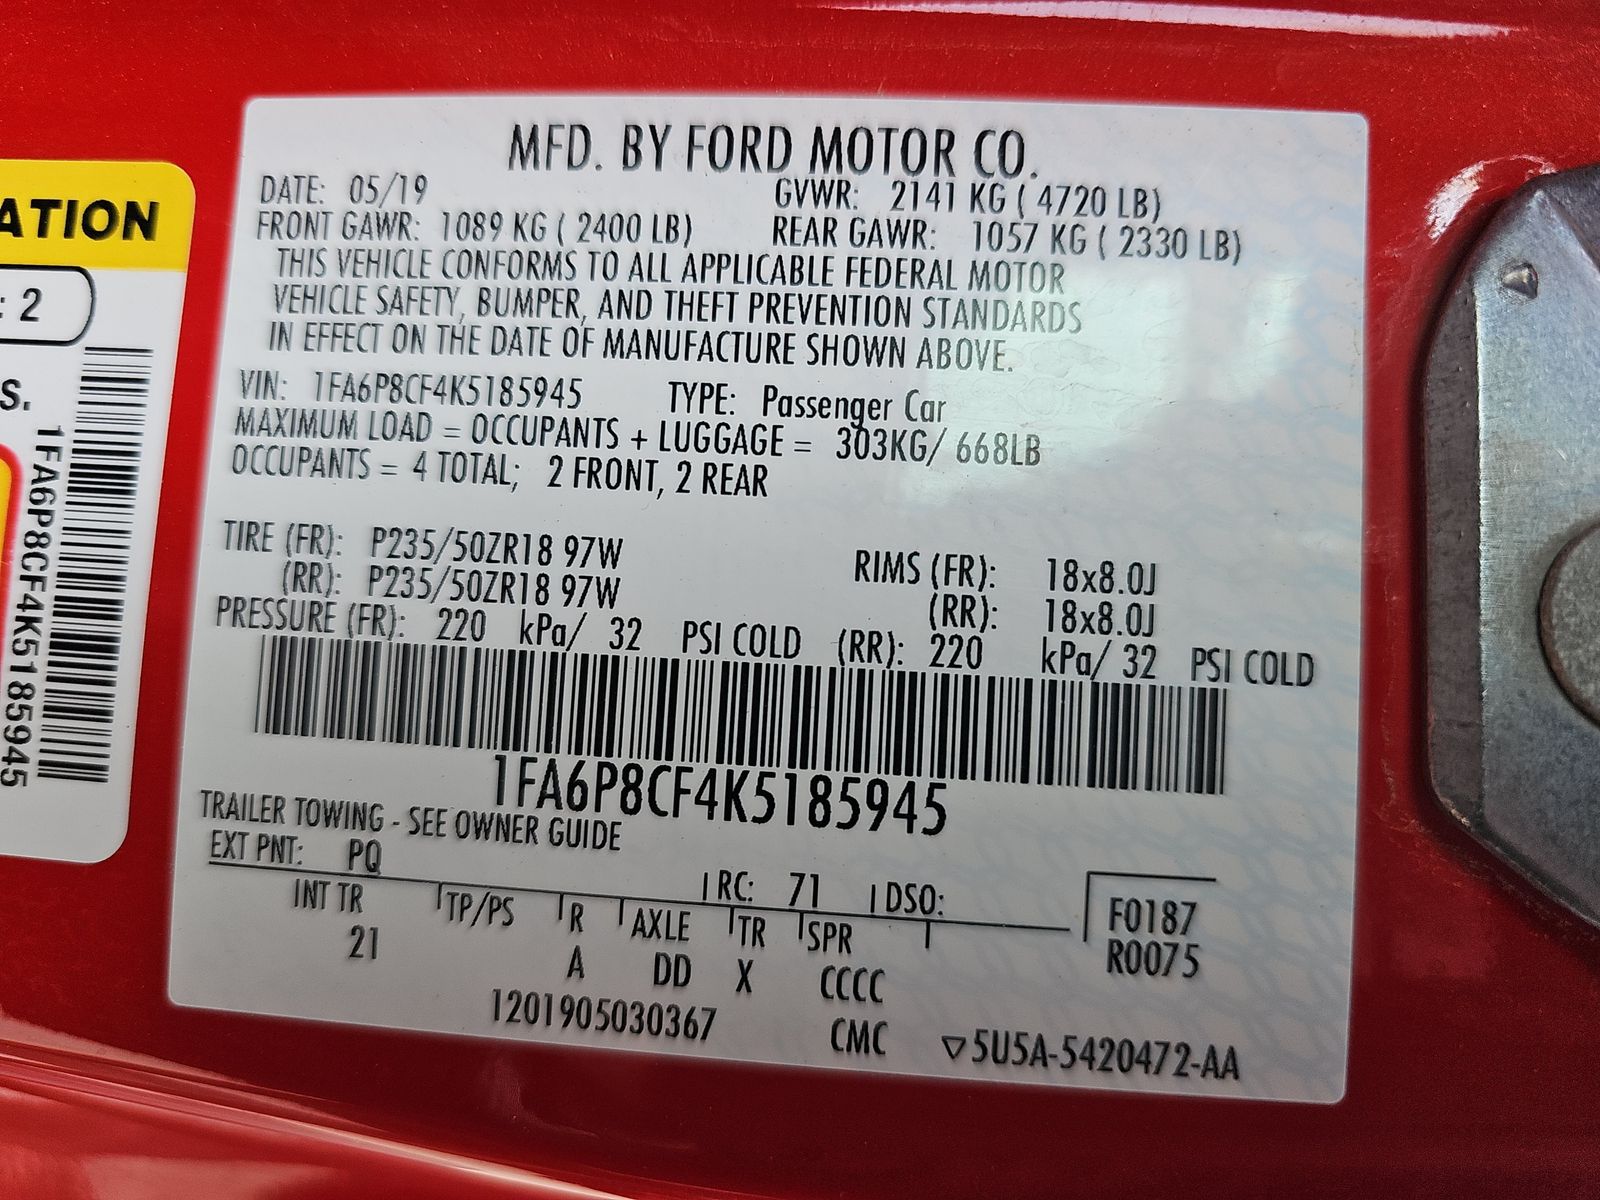 MFD. BY FORD MOTOR CO.
DATE: 05/19 GVWR: 2141 KG ( 4720 LB)
FRONT GAWR: 1089 KG ( 2400 LB) REAR GAWR: 1057 KG ( 2330 LB)
THIS VEHICLE CONFORMS TO ALL APPLICABLE FEDERAL MOTOR
VEHICLE SAFETY, BUMPER, AND THEFT PREVENTION STANDARDS
IN EFFECT ON THE DATE OF MANUFACTURE SHOWN ABOVE.
VIN: 1FA6P8CF4K5185945 TYPE: Passenger Car
MAXIMUM LOAD = OCCUPANTS + LUGGAGE = 303KG/ 668LB
OCCUPANTS = 4 TOTAL; 2 FRONT, 2 REAR
TIRE (FR): P235/50ZR18 97W RIMS (FR): 18x8.0J
(RR): P235/50ZR18 97W (RR): 18x8.0J
PRESSURE (FR): 220 kPa/ 32 PSI COLD (RR): 220 kPa/ 32 PSI COLD
1FA6P8CF4K5185945
TRAILER TOWING - SEE OWNER GUIDE
EXT PNT: PQ RC: 71 DSO:
INT TR TP/PS R AXLE TR SPR
21 A DD X CCCC
F0187
R0075
1201905030367 CMC ▽5U5A-5420472-AA
ATION
: 2
S.
1FA6P8CF4K5185945